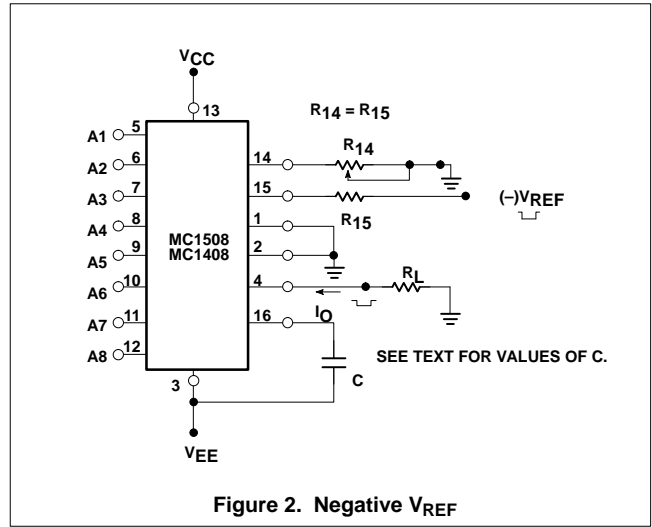 VCC
13
R14 = R15
A1 5
A2 6
14
R14
A3 7
15
(–)VREF
A4 8
1
R15
MC1508
MC1408
A5 9
2
A6 10
4
RL
IO
A7 11
16
SEE TEXT FOR VALUES OF C.
A8 12
C
3
VEE
Figure 2. Negative VREF